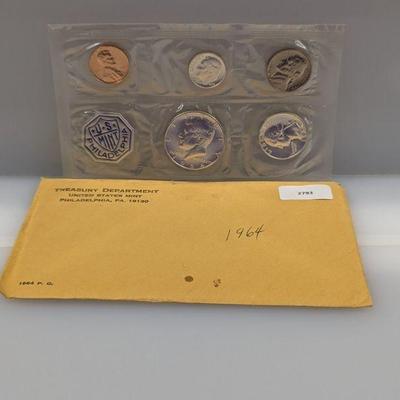 U.S.
MINT
PHILADELPHIA
TREASURY DEPARTMENT
UNITED STATES MINT
PHILADELPHIA, PA. 19130
2793
1964
1964 P. C.